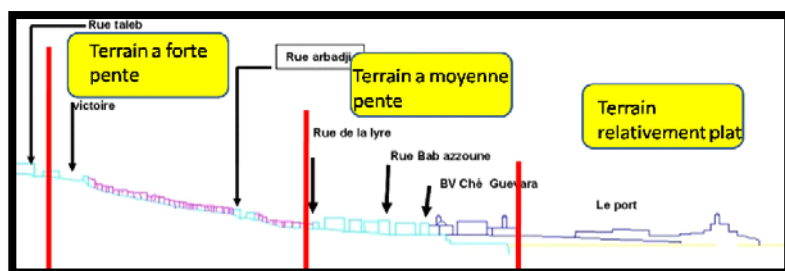 Rue taleb
Terrain a forte
pente
victoire
Rue arbadji
Terrain a moyenne
pente
Rue de la lyre
Rue Bab azzoune
BV Ché Guevara
Terrain
relativement plat
Le port